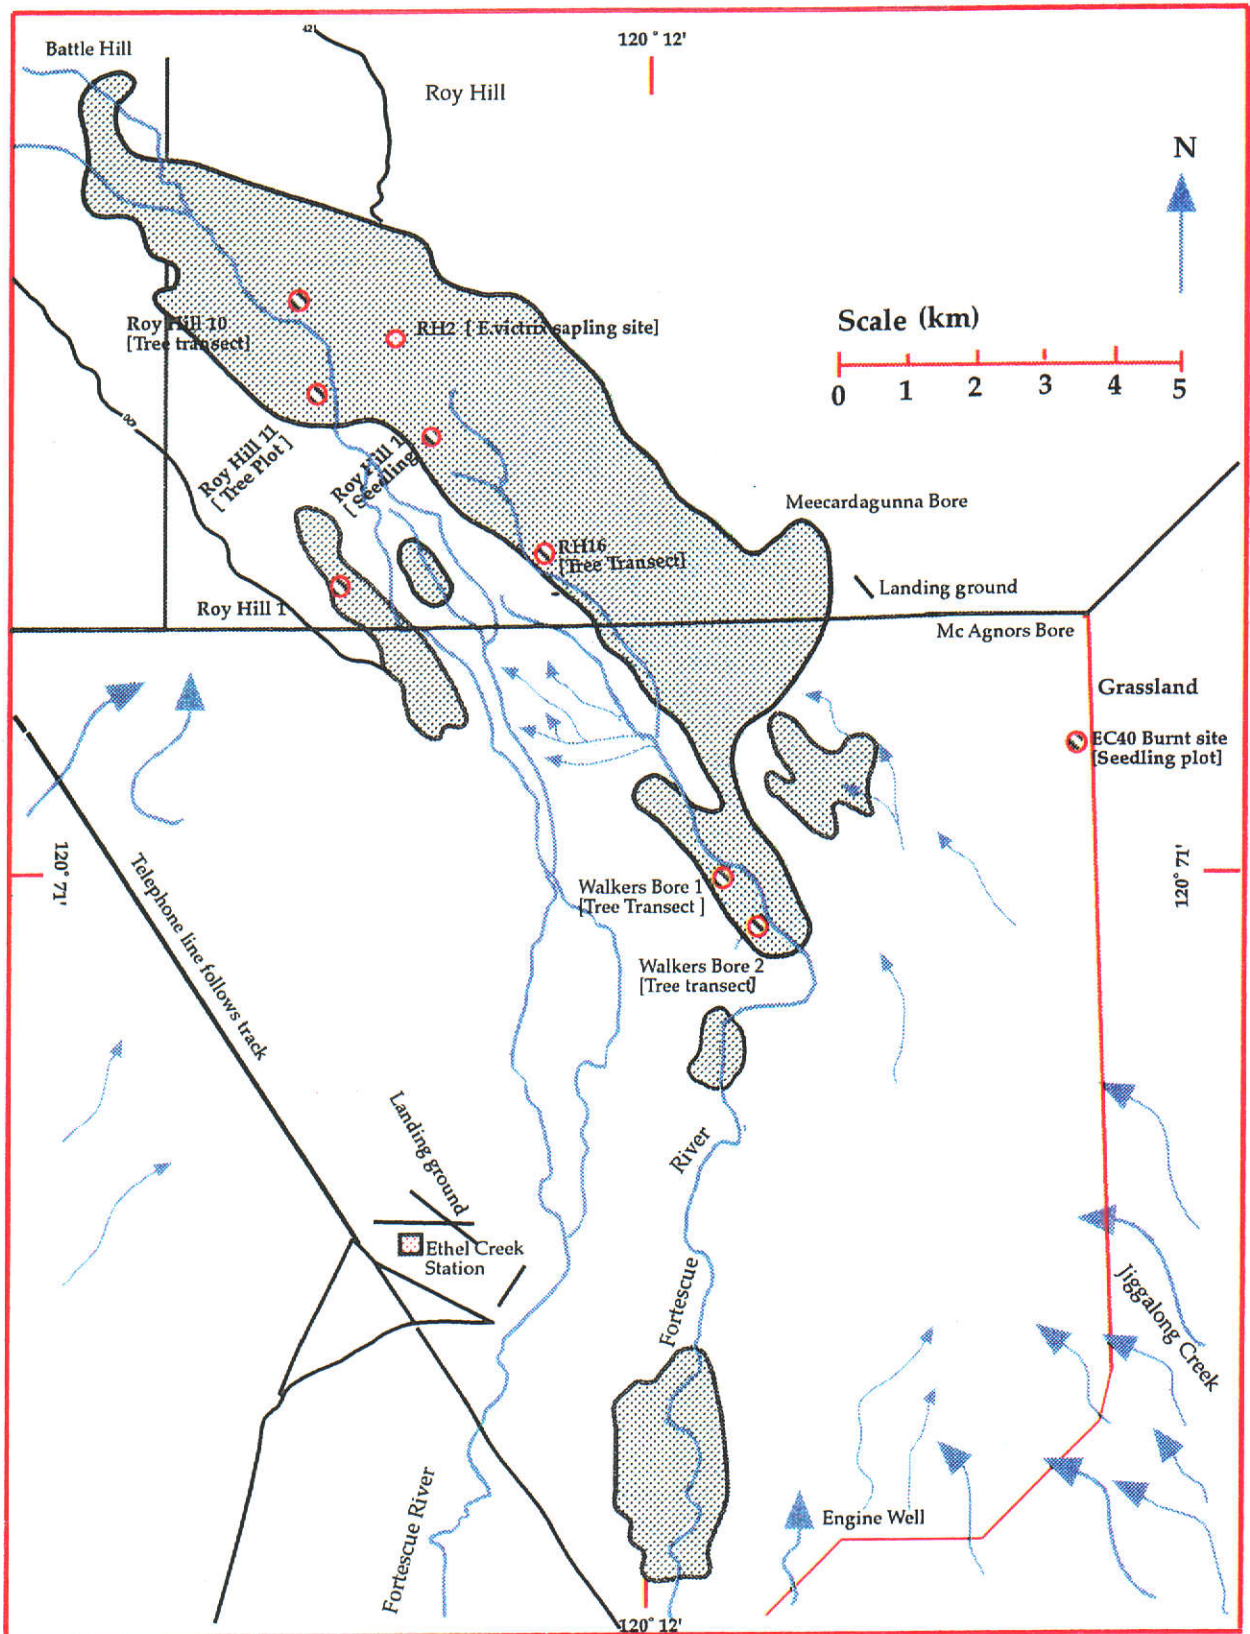 120° 12'
421
Battle Hill
Roy Hill
N
Scale (km)
0 1 2 3 4 5
Roy Hill 10
[Tree transect]
RH2 [ E.victrix sapling site]
Roy Hill 11
[ Tree Plot ]
Roy Hill 1
[ Seedling
Meecardagunna Bore
RH16
[Tree Transect]
Landing ground
Roy Hill 1
Mc Agnors Bore
Grassland
EC40 Burnt site
[Seedling plot]
120° 71'
120° 71'
Telephone line follows track
Walkers Bore 1
[Tree Transect ]
Walkers Bore 2
[Tree transect]
River
Landing ground
Ethel Creek
Station
Fortescue
Jiggalong Creek
Fortescue River
Engine Well
120° 12'